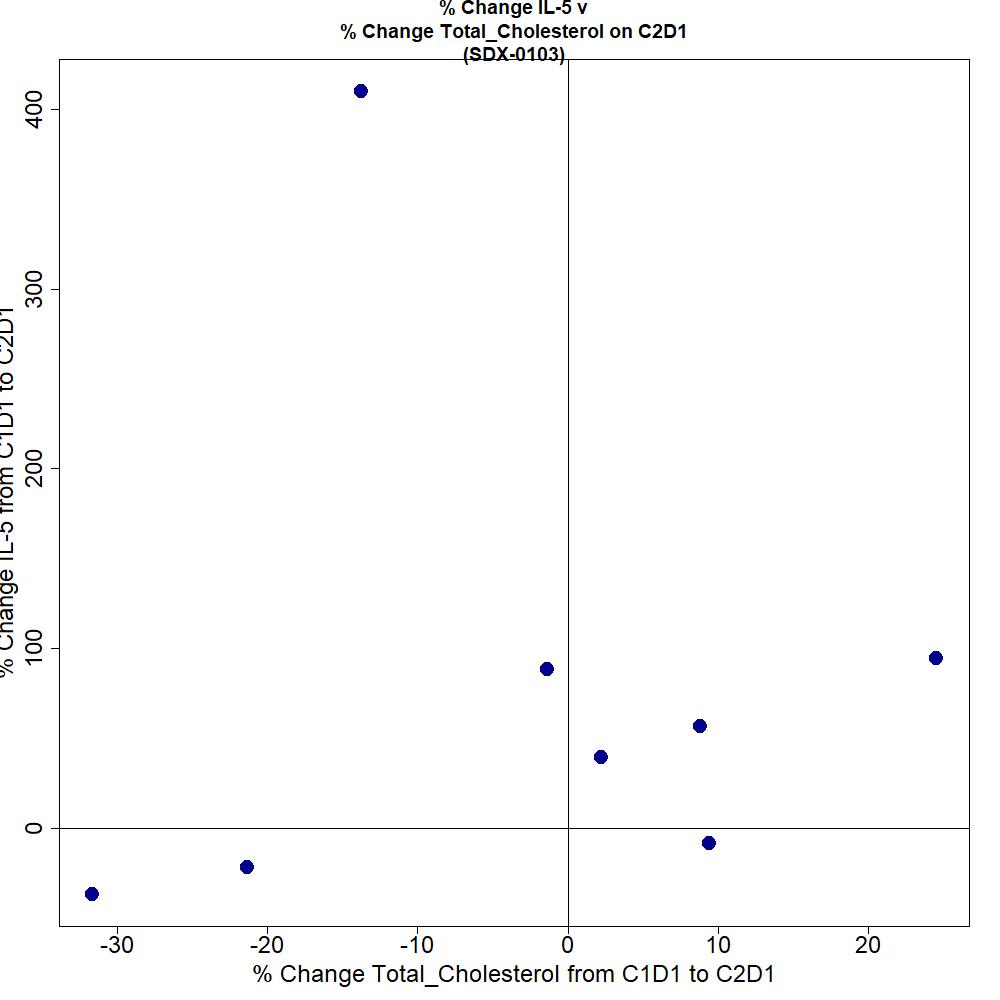 % Change IL-5 v
% Change Total_Cholesterol on C2D1
(SDX-0103)
% Change IL-5 from C1D1 to C2D1
400
300
200
100
0
-30
-20
-10
0
10
20
% Change Total_Cholesterol from C1D1 to C2D1